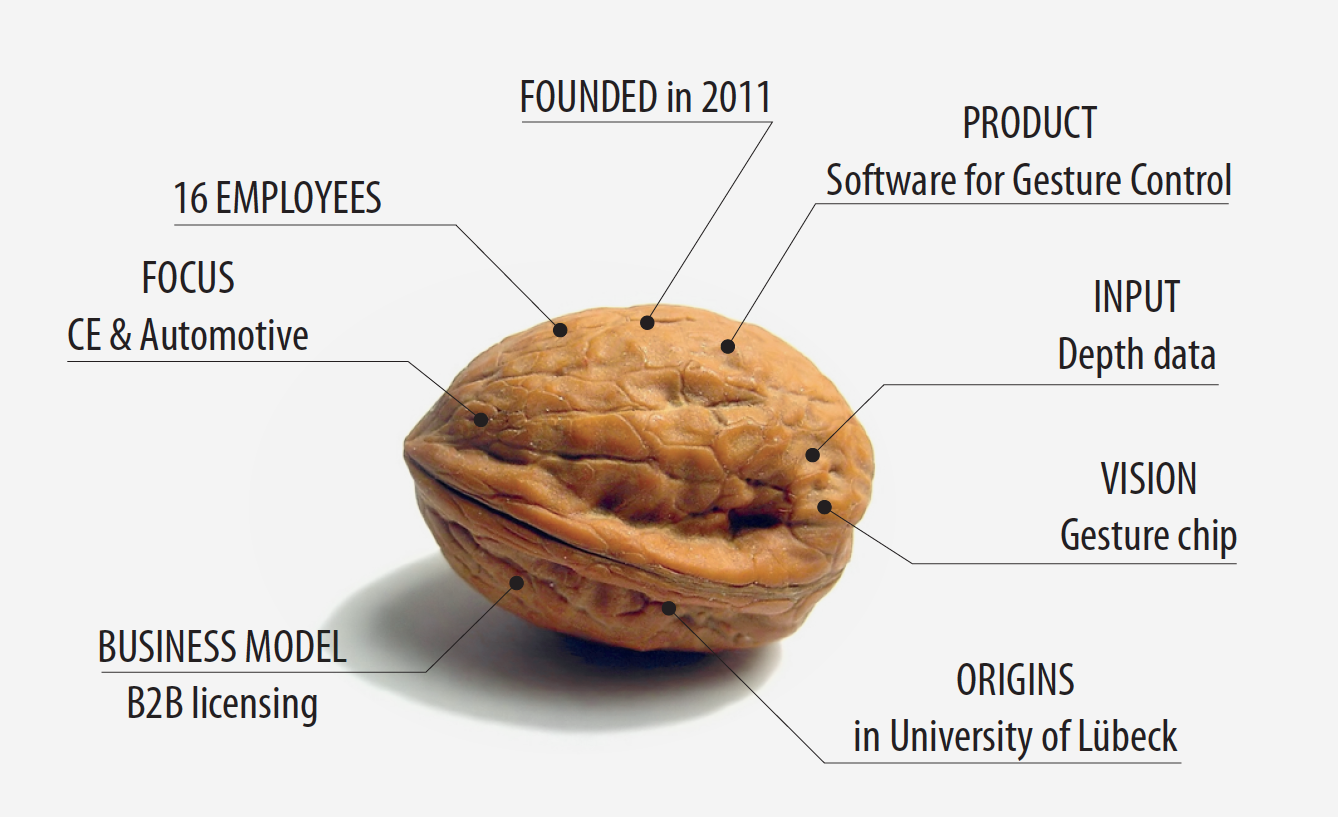 FOUNDED in 2011
PRODUCT
Software for Gesture Control
16 EMPLOYEES
FOCUS
CE & Automotive
INPUT
Depth data
VISION
Gesture chip
BUSINESS MODEL
B2B licensing
ORIGINS
in University of Lübeck